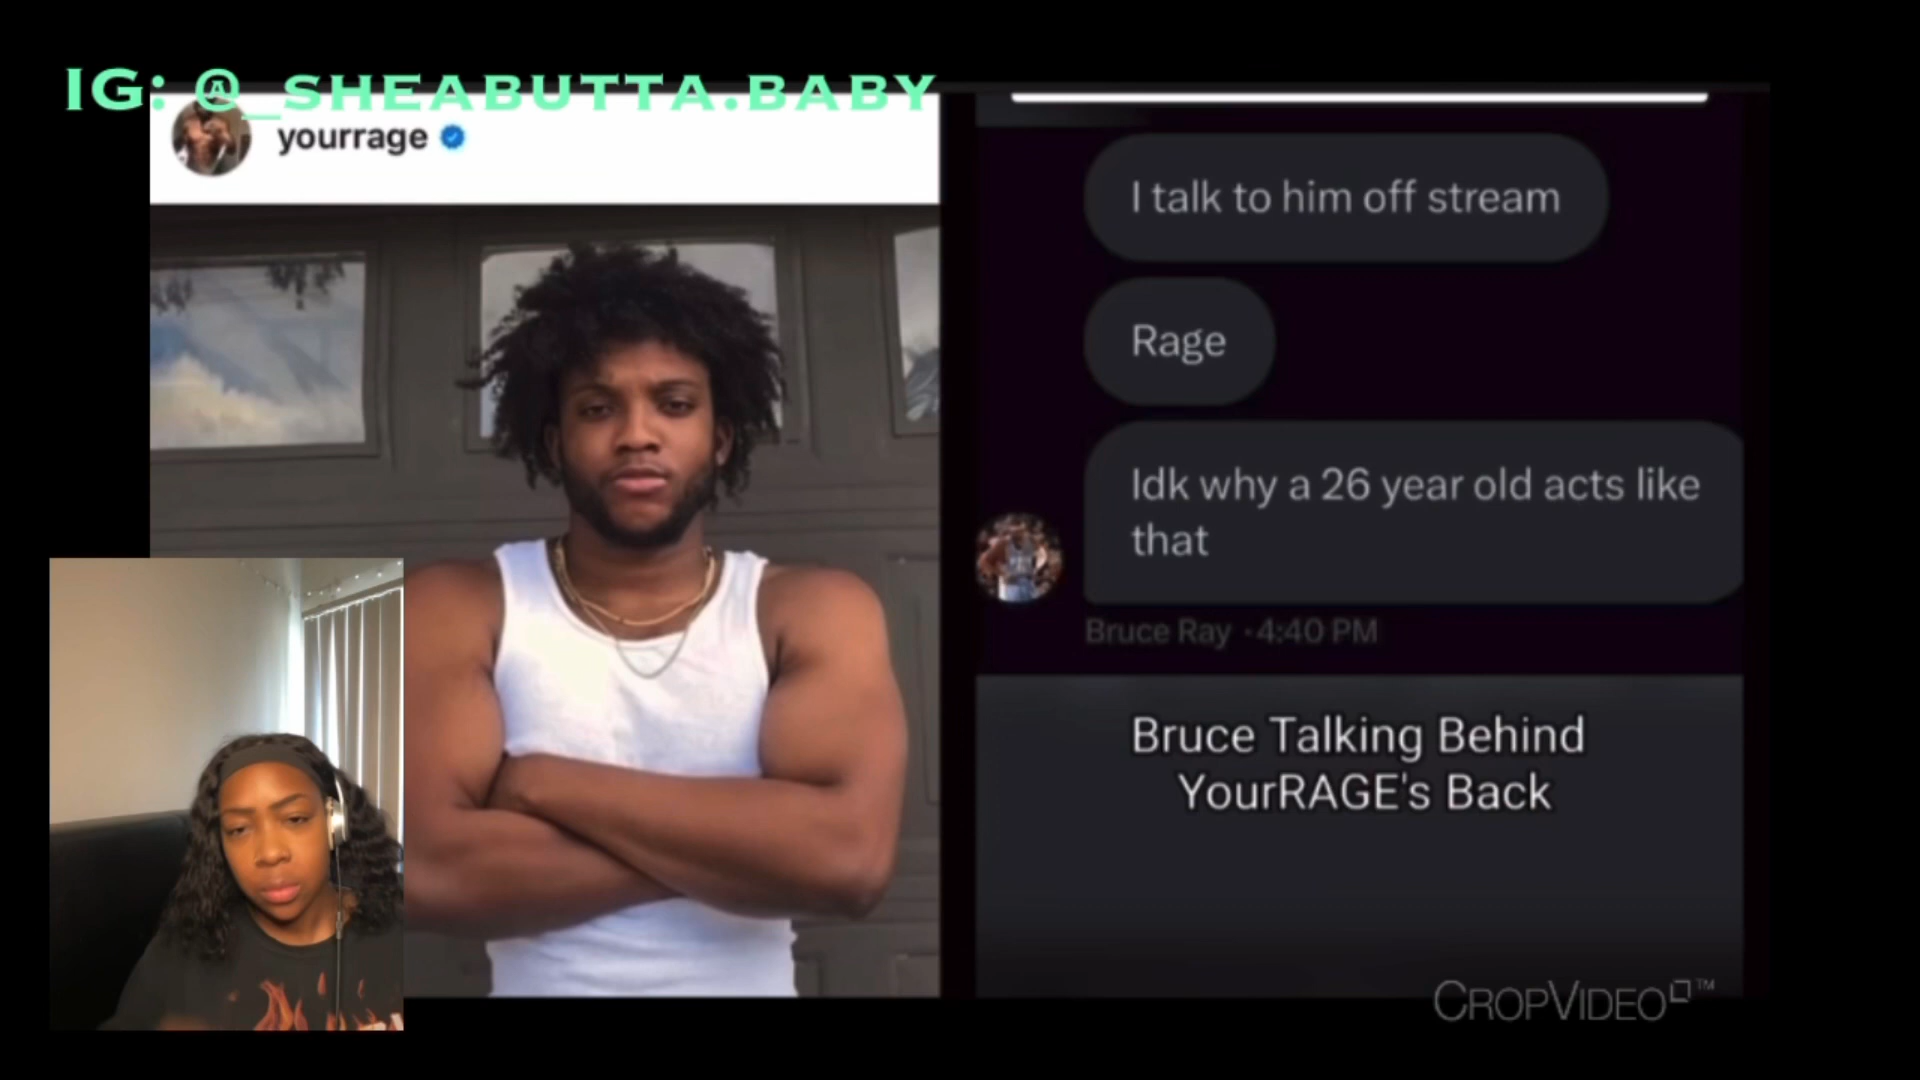 IG: @_SHEABUTTA.BABY
yourrage
I talk to him off stream
Rage
Idk why a 26 year old acts like
that
Bruce Ray · 4:40 PM
Bruce Talking Behind
YourRAGE's Back
CROPVIDEO™